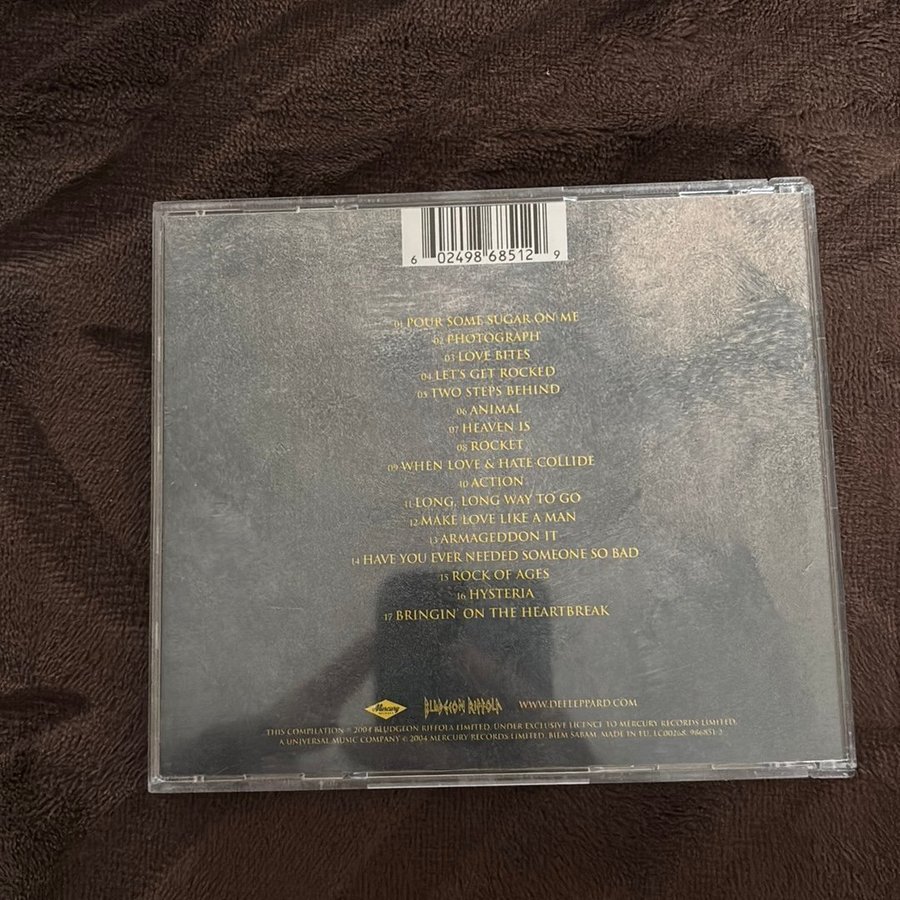 6 02498 68512 9
01 POUR SOME SUGAR ON ME
02 PHOTOGRAPH
03 LOVE BITES
04 LET'S GET ROCKED
05 TWO STEPS BEHIND
06 ANIMAL
07 HEAVEN IS
08 ROCKET
09 WHEN LOVE & HATE COLLIDE
10 ACTION
11 LONG, LONG WAY TO GO
12 MAKE LOVE LIKE A MAN
13 ARMAGEDDON IT
14 HAVE YOU EVER NEEDED SOMEONE SO BAD
15 ROCK OF AGES
16 HYSTERIA
17 BRINGIN' ON THE HEARTBREAK
Mercury BLUDGEON RIFFOLA WWW.DEFLEPPARD.COM
THIS COMPILATION ℗ 2004 BLUDGEON RIFFOLA LIMITED, UNDER EXCLUSIVE LICENCE TO MERCURY RECORDS LIMITED.
A UNIVERSAL MUSIC COMPANY © 2004 MERCURY RECORDS LIMITED. BIEM SABAM. MADE IN EU. LC00268. 986851-2